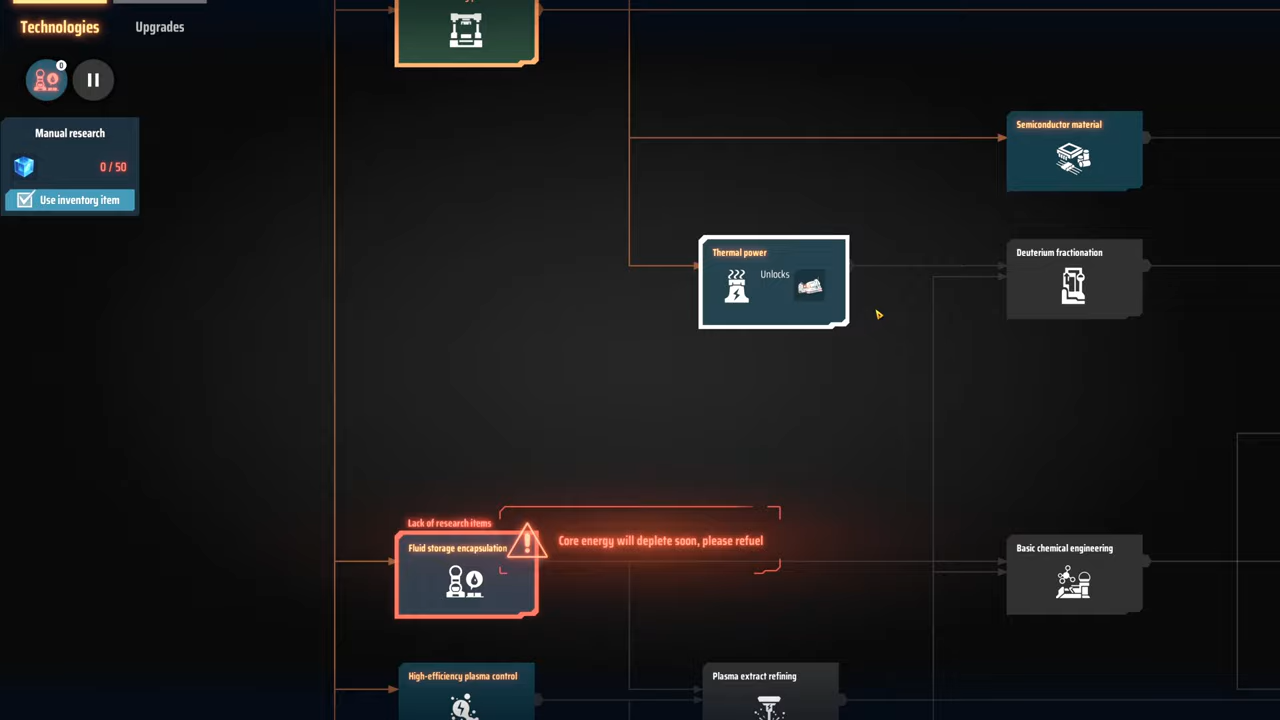 Technologies
Upgrades
0
Manual research
0 / 50
Use inventory item
Semiconductor material
Thermal power
Unlocks
Deuterium fractionation
Lack of research items
Fluid storage encapsulation
Core energy will deplete soon, please refuel
Basic chemical engineering
High-efficiency plasma control
Plasma extract refining